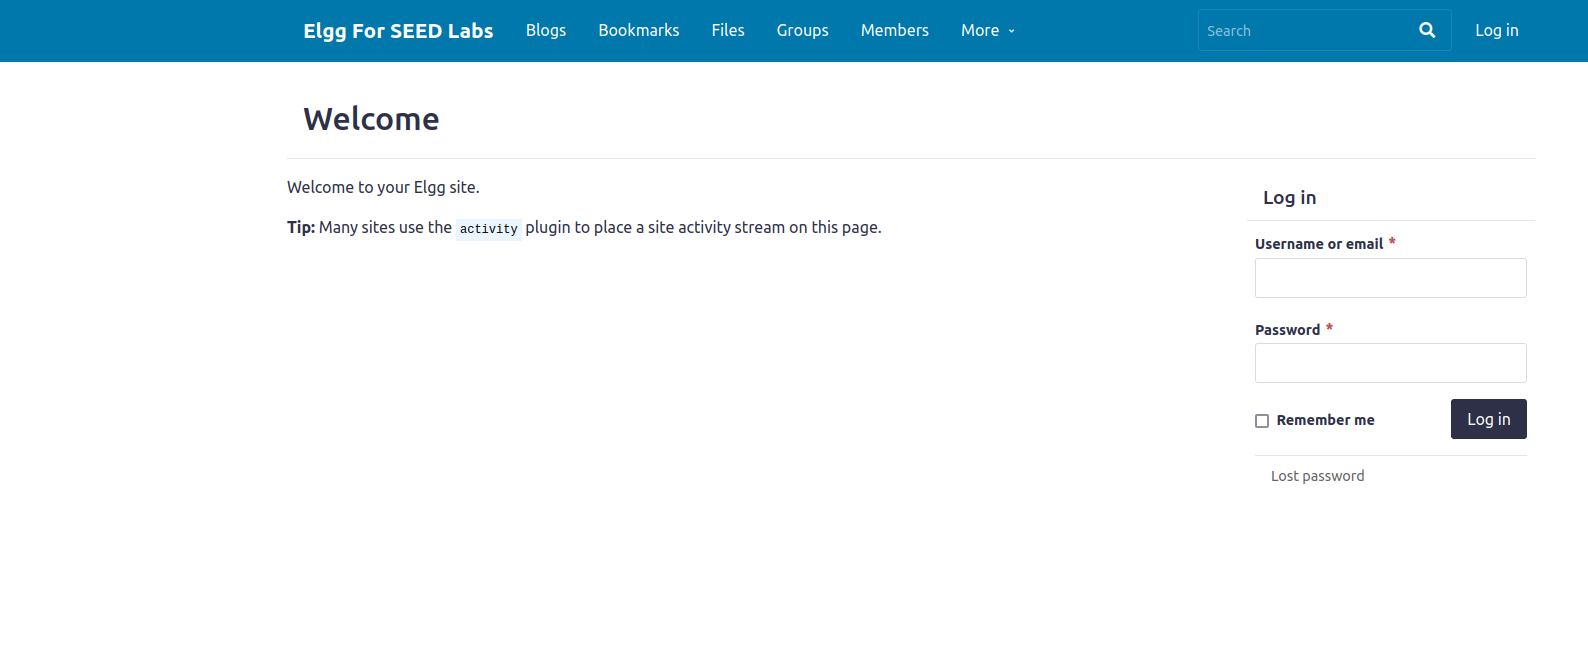 Elgg For SEED Labs Blogs Bookmarks Files Groups Members More Search Log in
Welcome
Welcome to your Elgg site.
Tip: Many sites use the activity plugin to place a site activity stream on this page.
Log in
Username or email *
Password *
Remember me Log in
Lost password